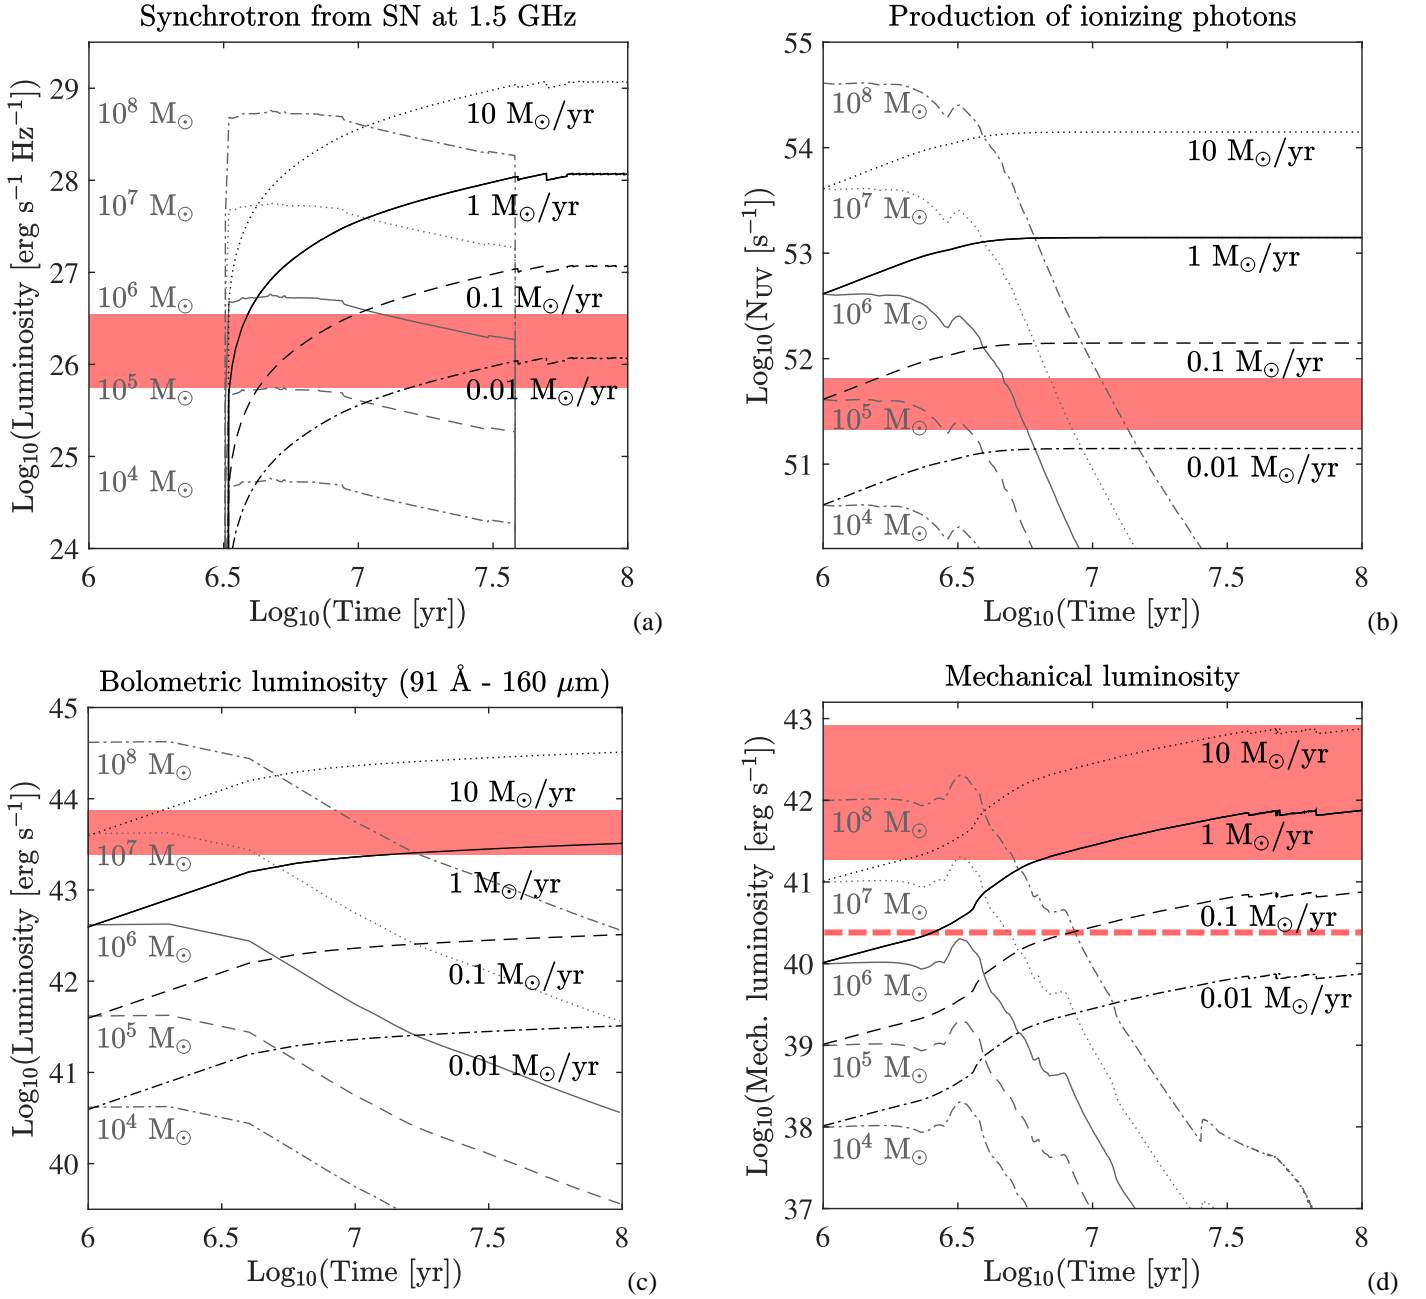 Synchrotron from SN at 1.5 GHz
Log₁₀(Luminosity [erg s⁻¹ Hz⁻¹])
29
28
27
26
25
24
10⁸ M⊙
10⁷ M⊙
10⁶ M⊙
10⁵ M⊙
10⁴ M⊙
10 M⊙/yr
1 M⊙/yr
0.1 M⊙/yr
0.01 M⊙/yr
6 6.5 7 7.5 8
Log₁₀(Time [yr])
(a)
Production of ionizing photons
Log₁₀(N_UV [s⁻¹])
55
54
53
52
51
10⁸ M⊙
10⁷ M⊙
10⁶ M⊙
10⁵ M⊙
10⁴ M⊙
10 M⊙/yr
1 M⊙/yr
0.1 M⊙/yr
0.01 M⊙/yr
6 6.5 7 7.5 8
Log₁₀(Time [yr])
(b)
Bolometric luminosity (91 Å - 160 μm)
Log₁₀(Luminosity [erg s⁻¹])
45
44
43
42
41
40
10⁸ M⊙
10⁷ M⊙
10⁶ M⊙
10⁵ M⊙
10⁴ M⊙
10 M⊙/yr
1 M⊙/yr
0.1 M⊙/yr
0.01 M⊙/yr
6 6.5 7 7.5 8
Log₁₀(Time [yr])
(c)
Mechanical luminosity
Log₁₀(Mech. luminosity [erg s⁻¹])
43
42
41
40
39
38
37
10⁸ M⊙
10⁷ M⊙
10⁶ M⊙
10⁵ M⊙
10⁴ M⊙
10 M⊙/yr
1 M⊙/yr
0.1 M⊙/yr
0.01 M⊙/yr
6 6.5 7 7.5 8
Log₁₀(Time [yr])
(d)